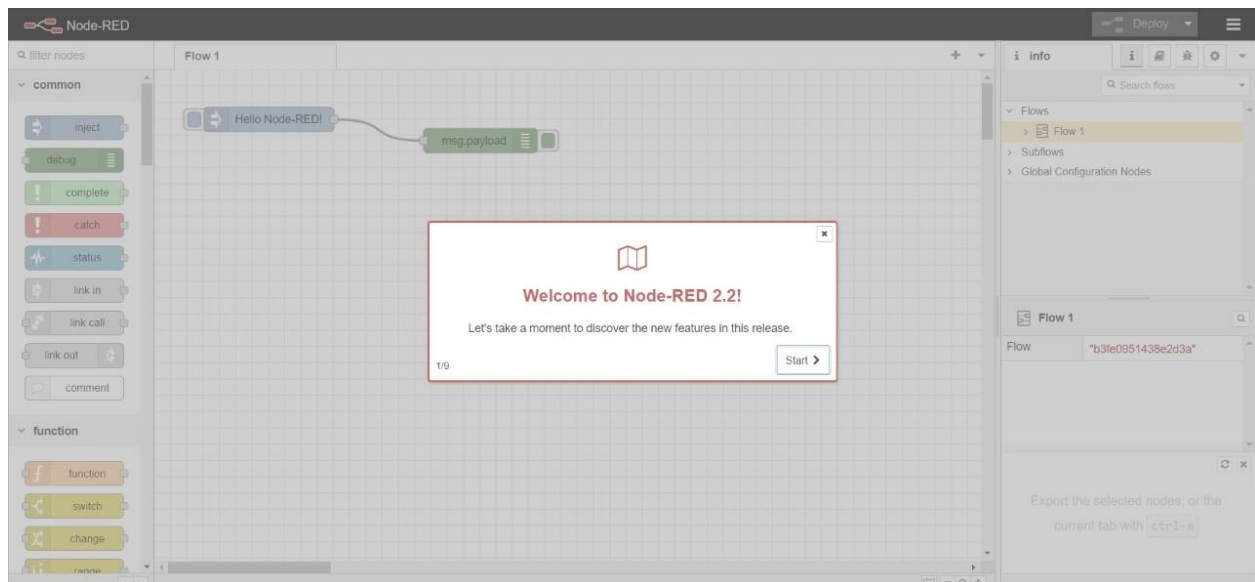 Node-RED
Deploy
filter nodes
Flow 1
i info
i
Search flows
common
inject
debug
complete
catch
status
link in
link call
link out
comment
function
function
switch
change
range
Hello Node-RED!
msg.payload
Welcome to Node-RED 2.2!
Let's take a moment to discover the new features in this release.
1/9
Start
Flows
Flow 1
Subflows
Global Configuration Nodes
Flow 1
Flow "b3fe0951438e2d3a"
Export the selected nodes, or the
current tab with ctrl-e